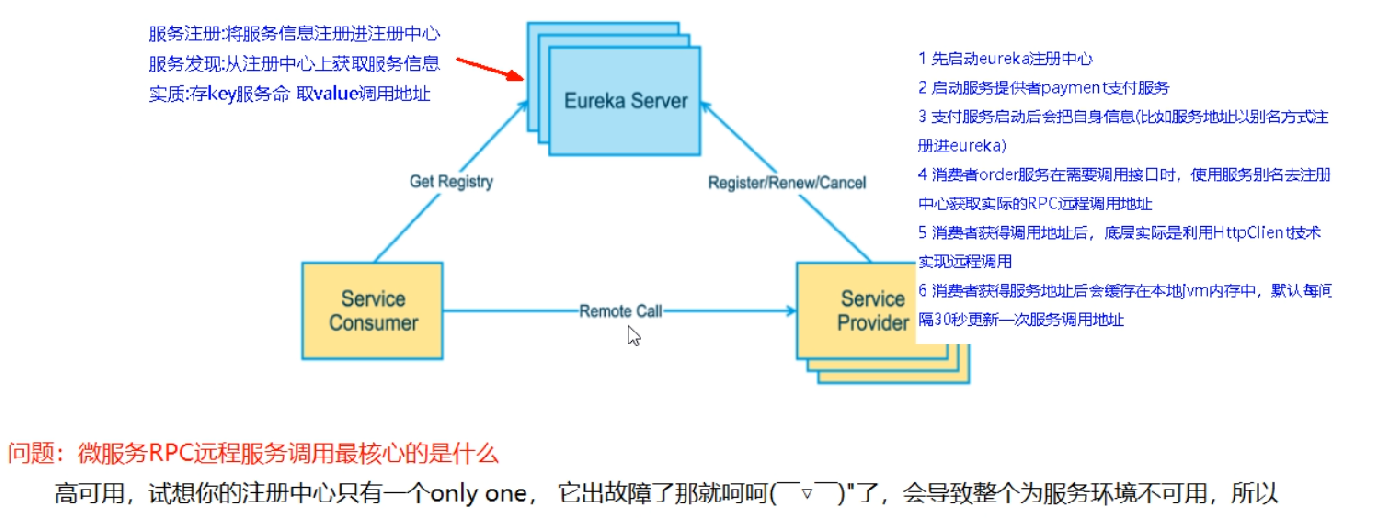 服务注册:将服务信息注册进注册中心
服务发现:从注册中心上获取服务信息
实质:存key服务命 取value调用地址
Eureka Server
1 先启动eureka注册中心
2 启动服务提供者payment支付服务
3 支付服务启动后会把自身信息(比如服务地址以别名方式注
册进eureka)
4 消费者order服务在需要调用接口时，使用服务别名去注册
中心获取实际的RPC远程调用地址
5 消费者获得调用地址后，底层实际是利用HttpClient技术
实现远程调用
6 消费者获得服务地址后会缓存在本地jvm内存中，默认每间
隔30秒更新一次服务调用地址
Get Registry
Register/Renew/Cancel
Service
Consumer
Remote Call
Service
Provider
问题：微服务RPC远程服务调用最核心的是什么
高可用，试想你的注册中心只有一个only one， 它出故障了那就呵呵(￣▽￣)"了，会导致整个为服务环境不可用，所以